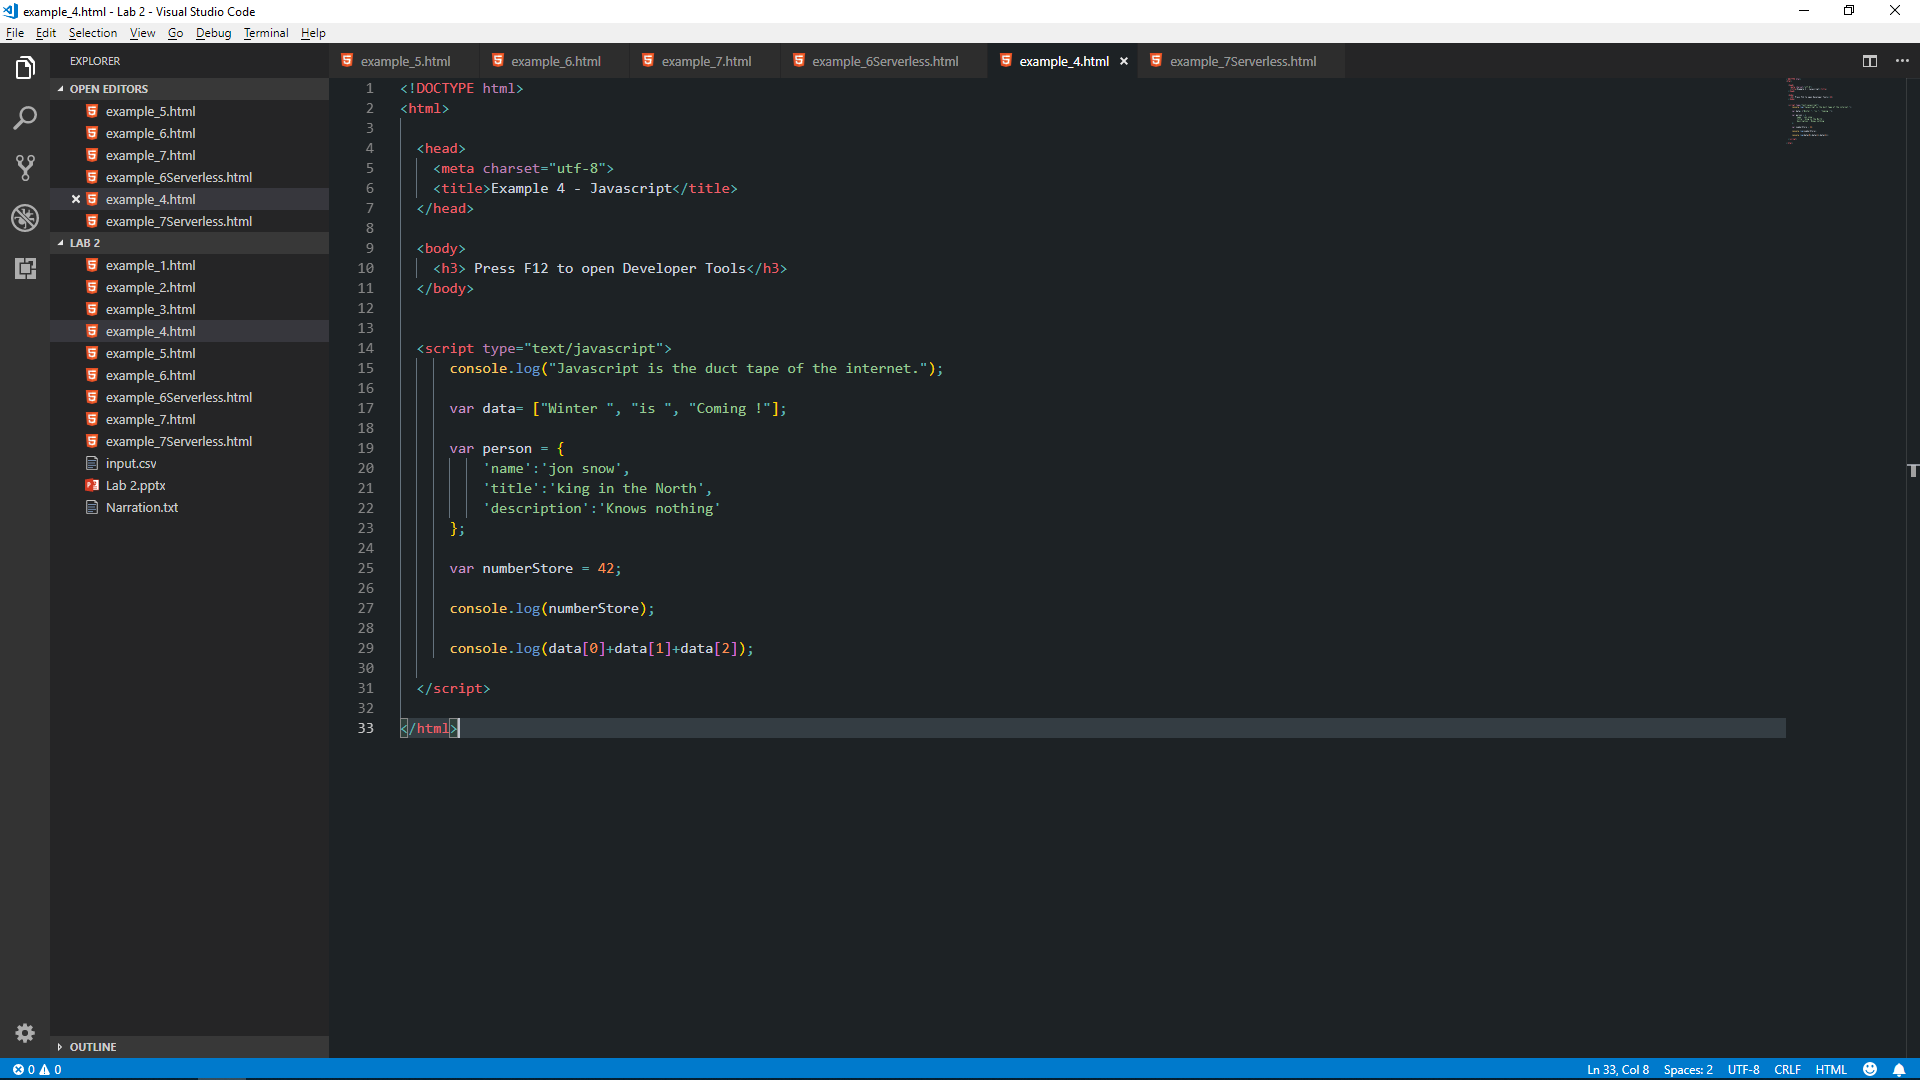 example_4.html - Lab 2 - Visual Studio Code
File Edit Selection View Go Debug Terminal Help
EXPLORER
OPEN EDITORS
example_5.html
example_6.html
example_7.html
example_6Serverless.html
example_4.html
example_7Serverless.html
LAB 2
example_1.html
example_2.html
example_3.html
example_4.html
example_5.html
example_6.html
example_6Serverless.html
example_7.html
example_7Serverless.html
input.csv
Lab 2.pptx
Narration.txt
OUTLINE
example_5.html example_6.html example_7.html example_6Serverless.html example_4.html example_7Serverless.html
1 <!DOCTYPE html>
2 <html>
3
4 <head>
5 <meta charset="utf-8">
6 <title>Example 4 - Javascript</title>
7 </head>
8
9 <body>
10 <h3> Press F12 to open Developer Tools</h3>
11 </body>
12
13
14 <script type="text/javascript">
15 console.log("Javascript is the duct tape of the internet.");
16
17 var data= ["Winter ", "is ", "Coming !"];
18
19 var person = {
20 'name':'jon snow',
21 'title':'king in the North',
22 'description':'Knows nothing'
23 };
24
25 var numberStore = 42;
26
27 console.log(numberStore);
28
29 console.log(data[0]+data[1]+data[2]);
30
31 </script>
32
33 </html>
0 0 Ln 33, Col 8 Spaces: 2 UTF-8 CRLF HTML